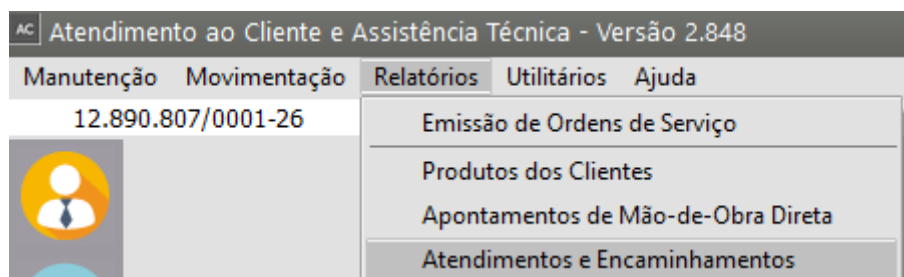 AC Atendimento ao Cliente e Assistência Técnica - Versão 2.848
Manutenção Movimentação Relatórios Utilitários Ajuda
12.890.807/0001-26
Emissão de Ordens de Serviço
Produtos dos Clientes
Apontamentos de Mão-de-Obra Direta
Atendimentos e Encaminhamentos